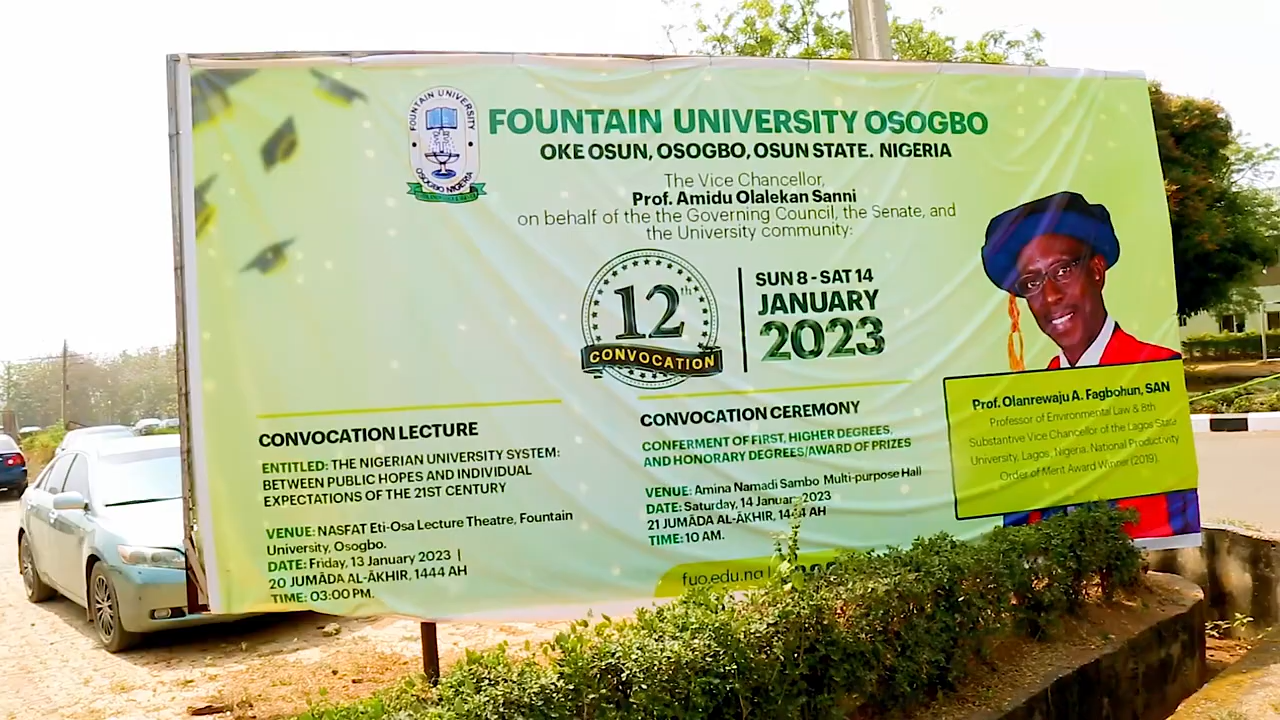 FOUNTAIN UNIVERSITY
OSOGBO NIGERIA
FOUNTAIN UNIVERSITY OSOGBO
OKE OSUN, OSOGBO, OSUN STATE. NIGERIA
The Vice Chancellor,
Prof. Amidu Olalekan Sanni
on behalf of the the Governing Council, the Senate, and
the University community:
12th
CONVOCATION
SUN 8 - SAT 14
JANUARY
2023
CONVOCATION LECTURE
ENTITLED: THE NIGERIAN UNIVERSITY SYSTEM:
BETWEEN PUBLIC HOPES AND INDIVIDUAL
EXPECTATIONS OF THE 21ST CENTURY
VENUE: NASFAT Eti-Osa Lecture Theatre, Fountain
University, Osogbo.
DATE: Friday, 13 January 2023 |
20 JUMĀDA AL-ĀKHIR, 1444 AH
TIME: 03:00 PM.
CONVOCATION CEREMONY
CONFERMENT OF FIRST, HIGHER DEGREES,
AND HONORARY DEGREES/AWARD OF PRIZES
VENUE: Amina Namadi Sambo Multi-purpose Hall
DATE: Saturday, 14 January 2023
21 JUMĀDA AL-ĀKHIR, 1444 AH
TIME: 10 AM.
Prof. Olanrewaju A. Fagbohun, SAN
Professor of Environmental Law & 8th
Substantive Vice Chancellor of the Lagos State
University, Lagos, Nigeria. National Productivity
Order of Merit Award Winner (2019).
fuo.edu.ng |